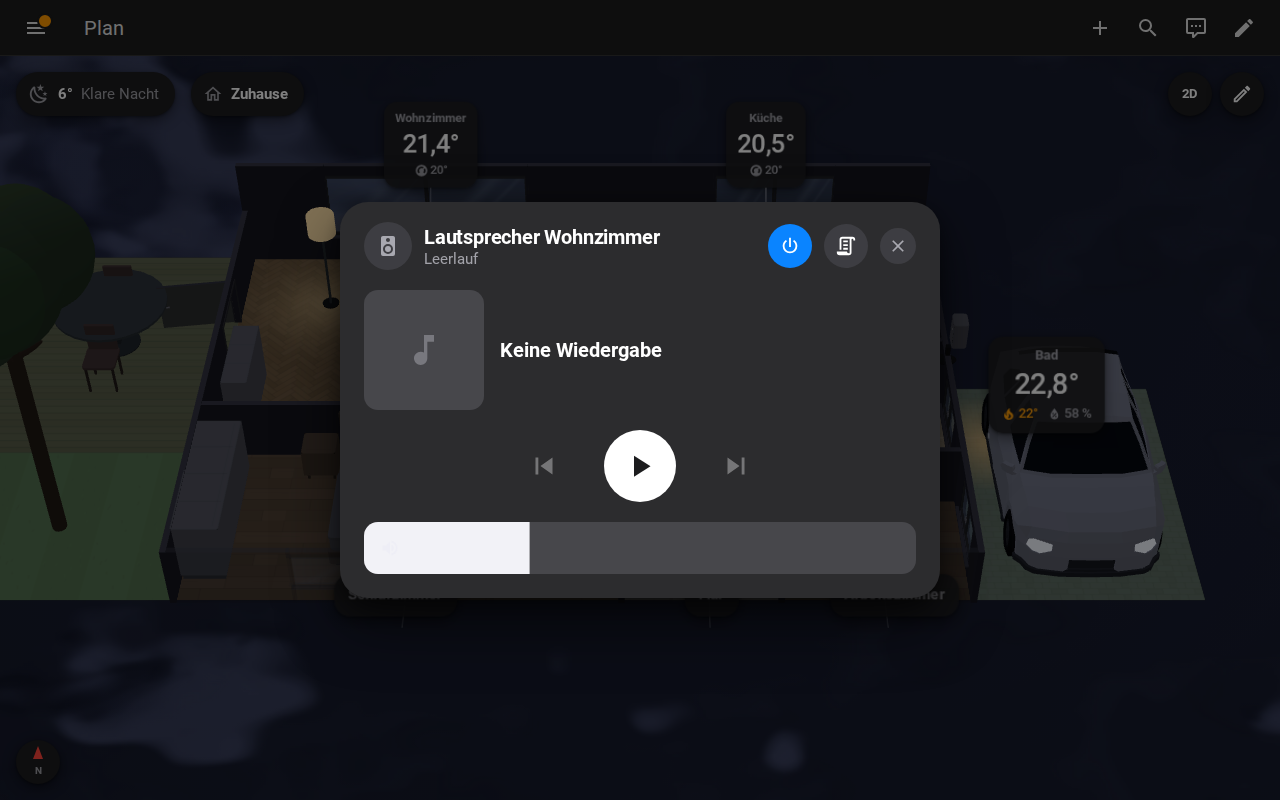 Plan
6° Klare Nacht
Zuhause
2D
Wohnzimmer
21,4°
20°
Küche
20,5°
20°
Lautsprecher Wohnzimmer
Leerlauf
Keine Wiedergabe
Bad
22,8°
22° 58 %
N